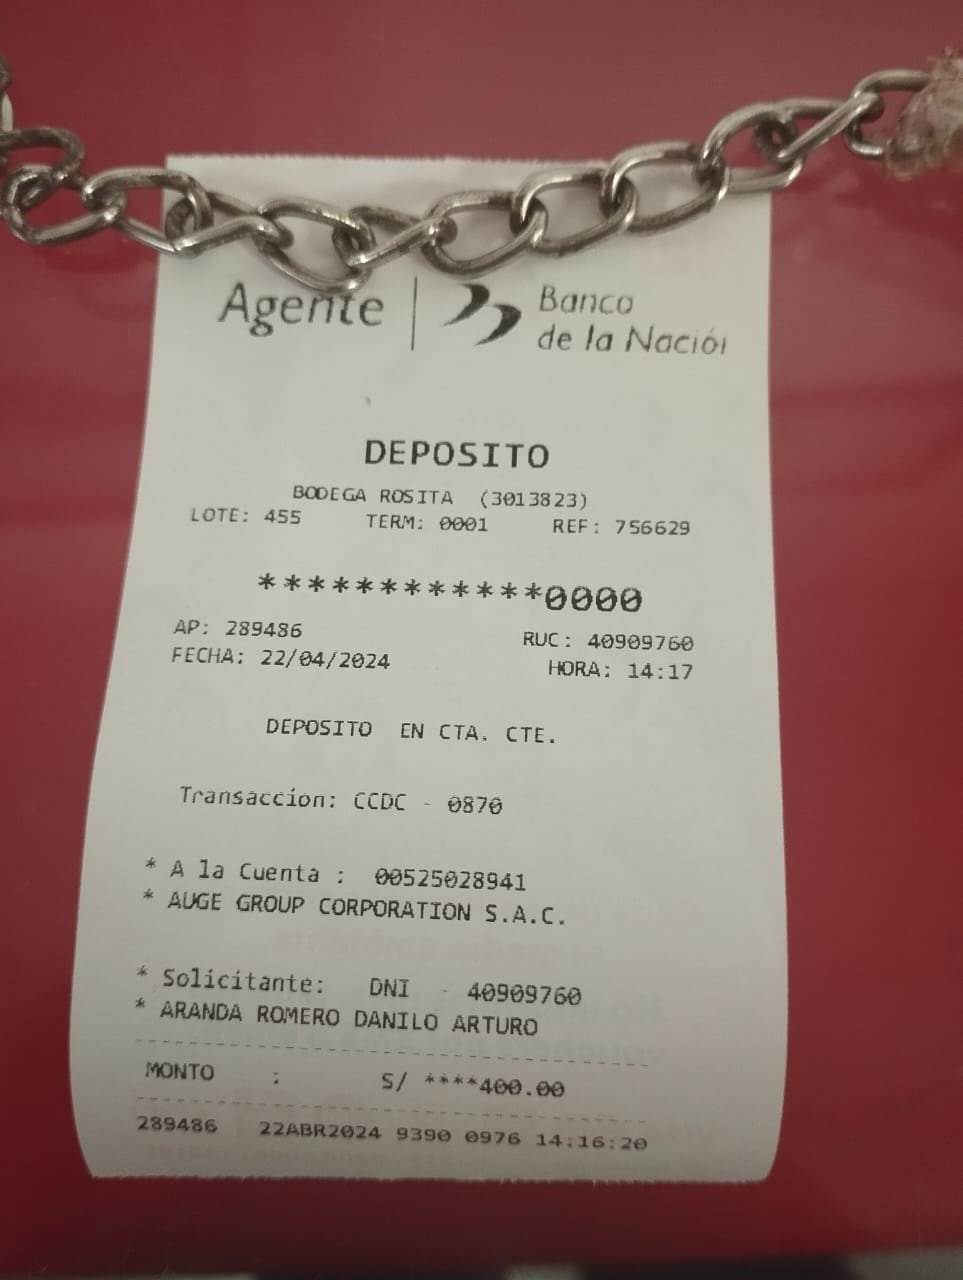 Agente | Banco
de la Nación
DEPOSITO
BODEGA ROSITA (3013823)
LOTE: 455 TERM: 0001 REF: 756629
************0000
AP: 289486 RUC: 40909760
FECHA: 22/04/2024 HORA: 14:17
DEPOSITO EN CTA. CTE.
Transacción: CCDC - 0870
* A la Cuenta : 00525028941
* AUGE GROUP CORPORATION S.A.C.
* Solicitante: DNI - 40909760
* ARANDA ROMERO DANILO ARTURO
MONTO : S/ ****400.00
289486 22ABR2024 9390 0976 14:16:20